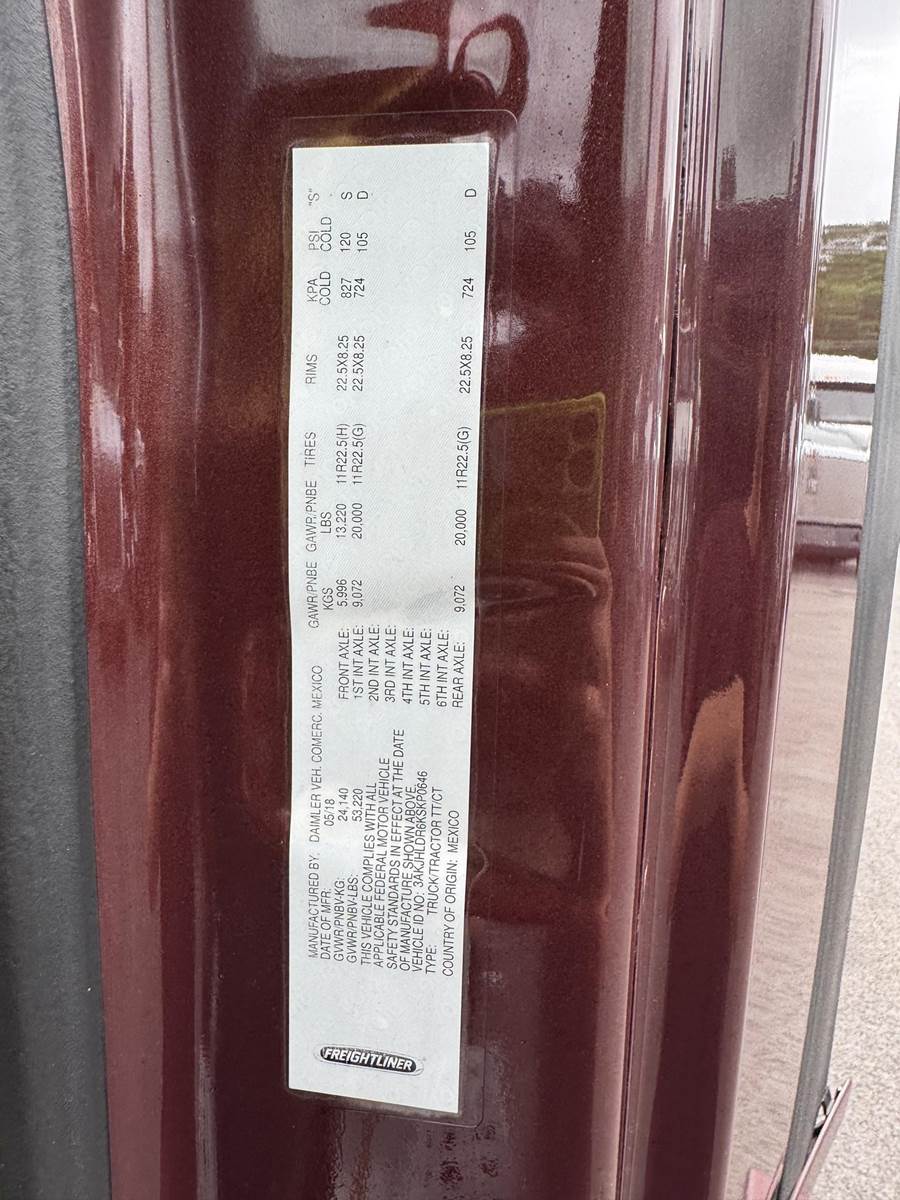 FREIGHTLINER
MANUFACTURED BY: DAIMLER VEH. COMERC. MEXICO
DATE OF MFR: 05/18
GVWR/PNBV-KG: 24,140
GVWR/PNBV-LBS: 53,220
THIS VEHICLE COMPLIES WITH ALL
APPLICABLE FEDERAL MOTOR VEHICLE
SAFETY STANDARDS IN EFFECT AT THE DATE
OF MANUFACTURE SHOWN ABOVE
VEHICLE ID NO: 3AKJHLDR6KSKP0646
TYPE: TRUCK/TRACTOR TT/CT
COUNTRY OF ORIGIN: MEXICO
GAWR/PNBE GAWR/PNBE TIRES RIMS KPA PSI "S"
KGS LBS COLD COLD
FRONT AXLE: 5,996 13,220 11R22.5(H) 22.5X8.25 827 120 S
1ST INT AXLE: 9,072 20,000 11R22.5(G) 22.5X8.25 724 105 D
2ND INT AXLE:
3RD INT AXLE:
4TH INT AXLE:
5TH INT AXLE:
6TH INT AXLE:
REAR AXLE: 9,072 20,000 11R22.5(G) 22.5X8.25 724 105 D